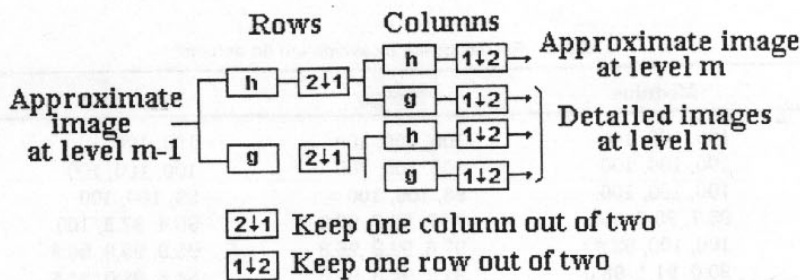 Rows Columns
h 2↓1 h 1↓2 Approximate image
at level m
g 1↓2
Approximate
image
at level m-1
Detailed images
at level m
h 1↓2
g 2↓1
g 1↓2
2↓1 Keep one column out of two
1↓2 Keep one row out of two